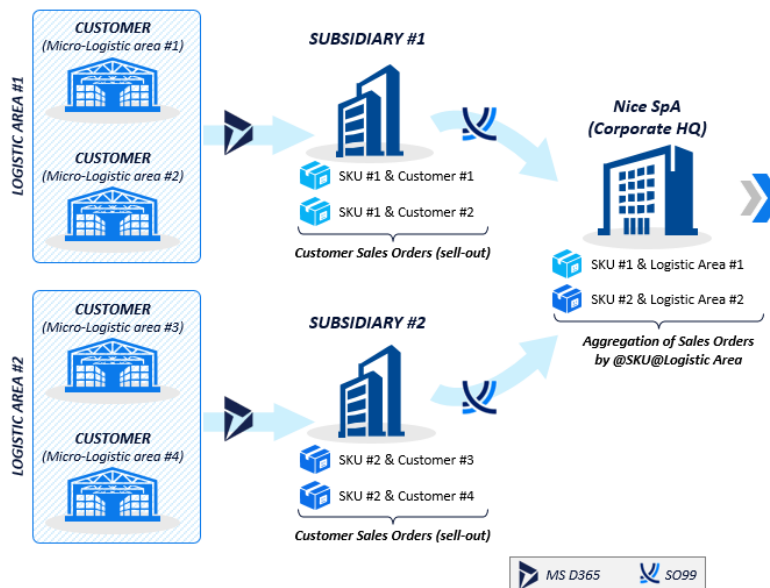 LOGISTIC AREA #1
CUSTOMER
(Micro-Logistic area #1)
CUSTOMER
(Micro-Logistic area #2)
SUBSIDIARY #1
SKU #1 & Customer #1
SKU #1 & Customer #2
Customer Sales Orders (sell-out)
LOGISTIC AREA #2
CUSTOMER
(Micro-Logistic area #3)
CUSTOMER
(Micro-Logistic area #4)
SUBSIDIARY #2
SKU #2 & Customer #3
SKU #2 & Customer #4
Customer Sales Orders (sell-out)
Nice SpA
(Corporate HQ)
SKU #1 & Logistic Area #1
SKU #2 & Logistic Area #2
Aggregation of Sales Orders
by @SKU@Logistic Area
MS D365
SO99